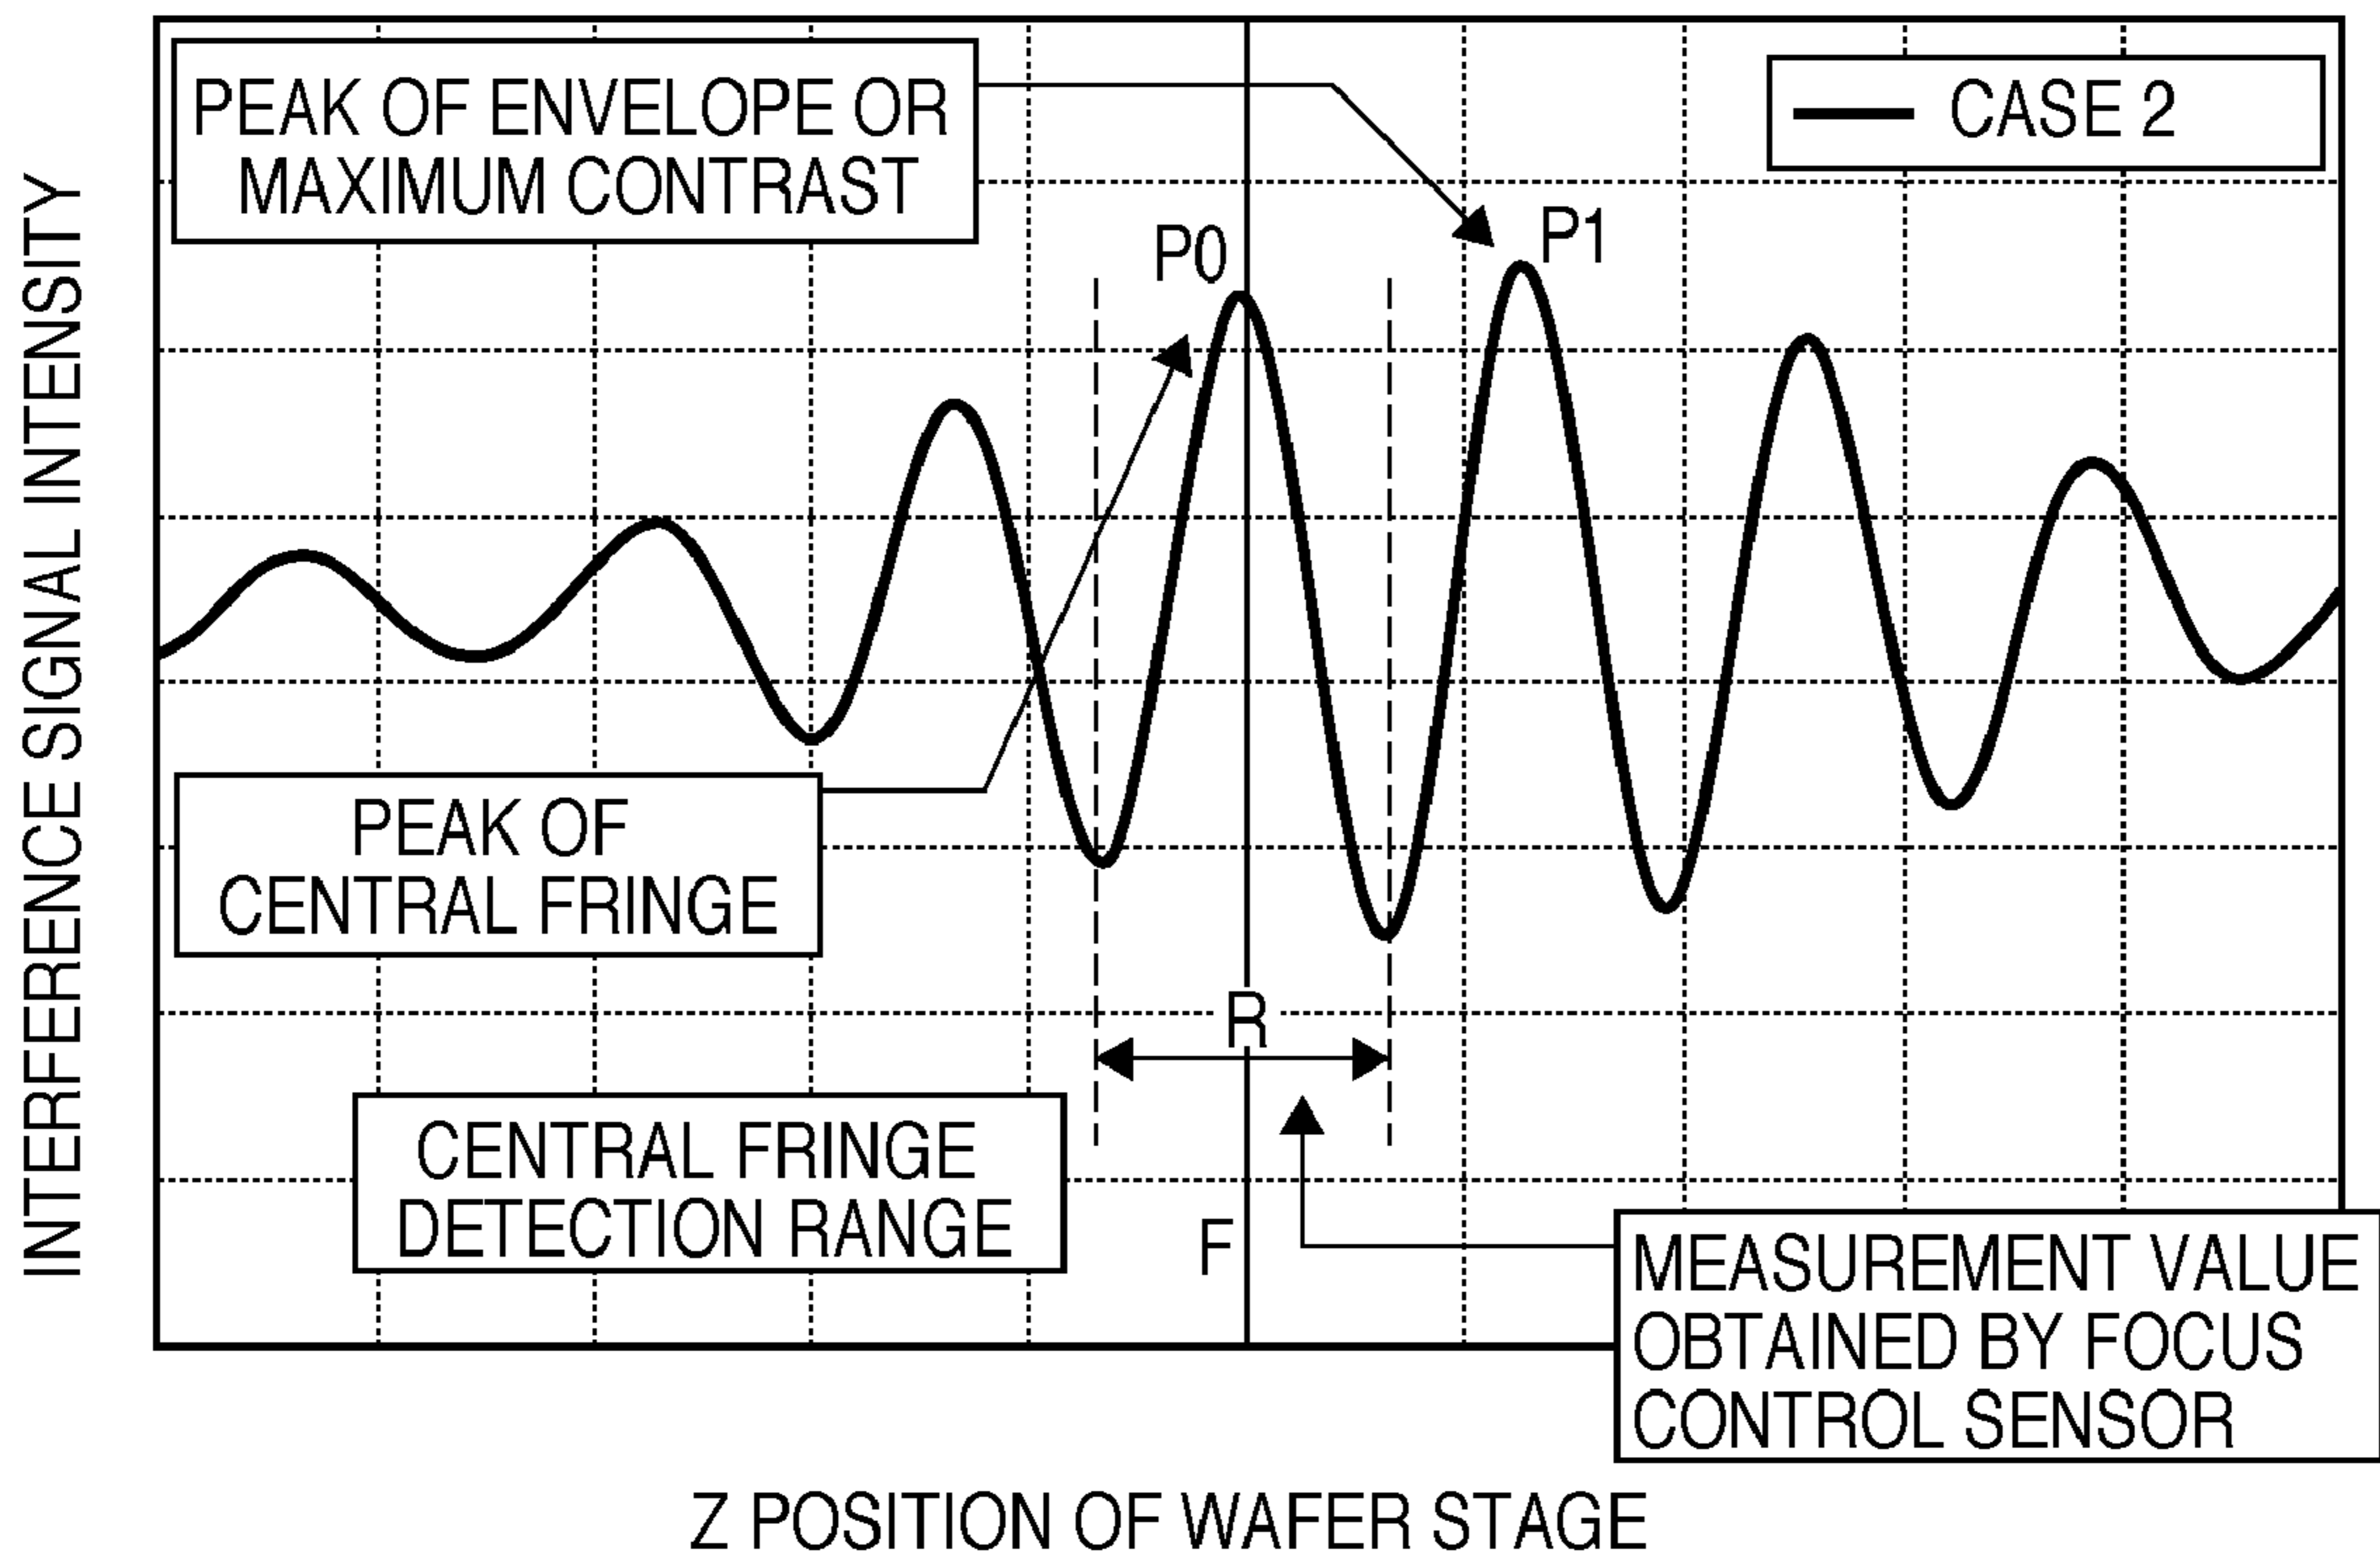 PEAK OF ENVELOPE OR
MAXIMUM CONTRAST
CASE 2
P0
P1
INTERFERENCE SIGNAL INTENSITY
PEAK OF
CENTRAL FRINGE
R
CENTRAL FRINGE
DETECTION RANGE
F
MEASUREMENT VALUE
OBTAINED BY FOCUS
CONTROL SENSOR
Z POSITION OF WAFER STAGE